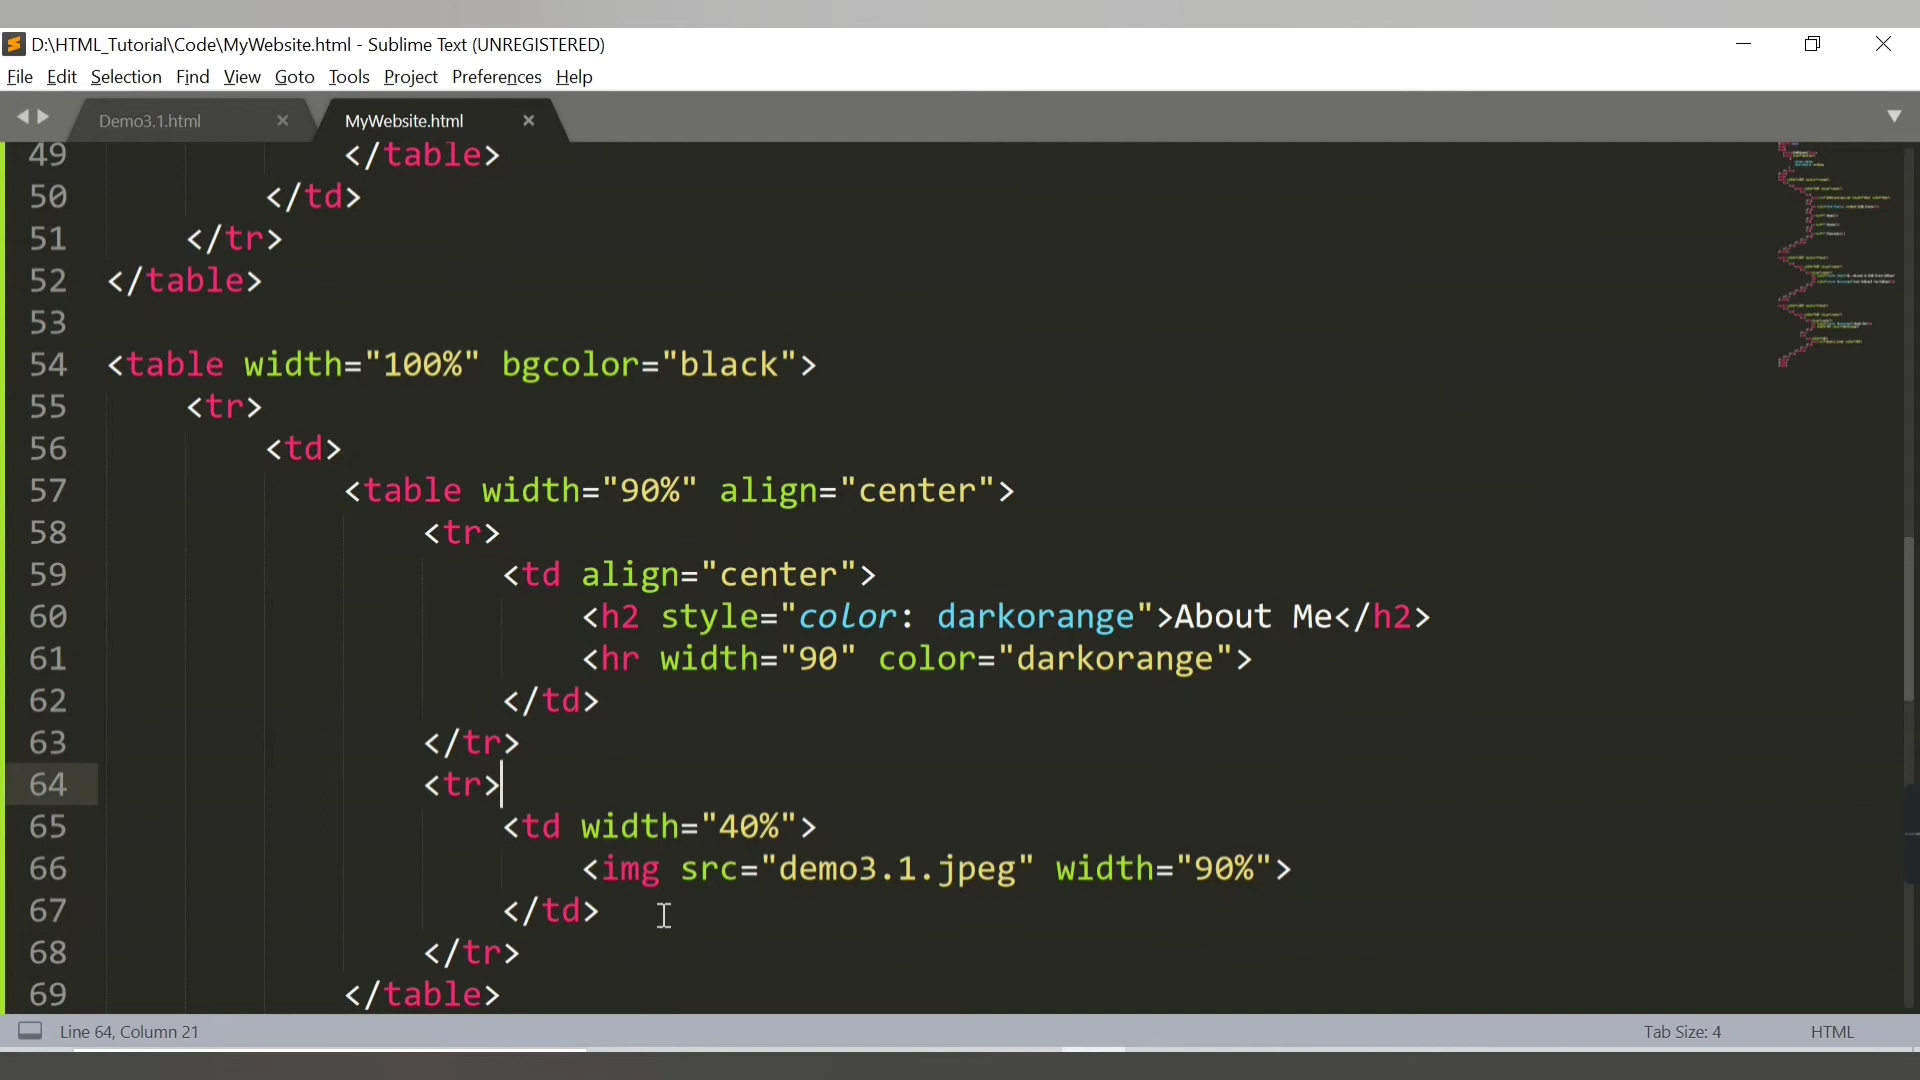 D:\HTML_Tutorial\Code\MyWebsite.html - Sublime Text (UNREGISTERED)
File Edit Selection Find View Goto Tools Project Preferences Help
Demo3.1.html MyWebsite.html
49 </table>
50 </td>
51 </tr>
52 </table>
53
54 <table width="100%" bgcolor="black">
55 <tr>
56 <td>
57 <table width="90%" align="center">
58 <tr>
59 <td align="center">
60 <h2 style="color: darkorange">About Me</h2>
61 <hr width="90" color="darkorange">
62 </td>
63 </tr>
64 <tr>
65 <td width="40%">
66 <img src="demo3.1.jpeg" width="90%">
67 </td>
68 </tr>
69 </table>
Line 64, Column 21 Tab Size: 4 HTML